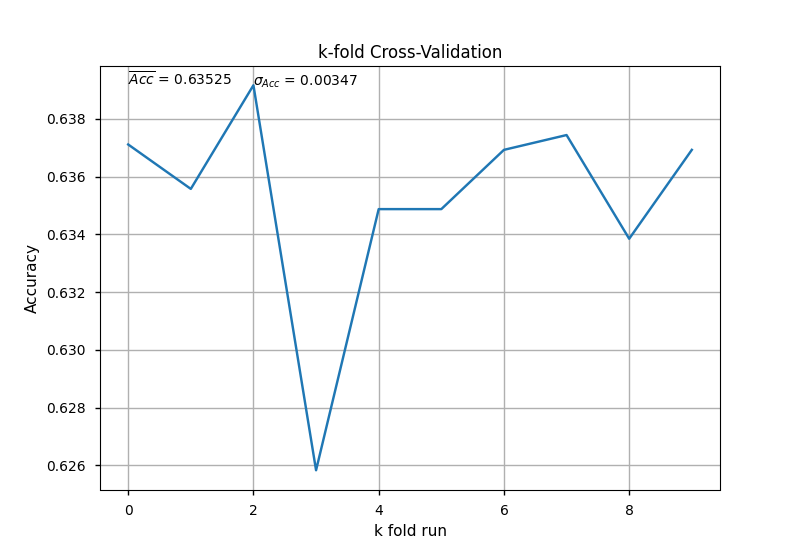 k-fold Cross-Validation
Acc = 0.63525 σAcc = 0.00347
0.638
0.636
0.634
0.632
0.630
0.628
0.626
Accuracy
0 2 4 6 8
k fold run